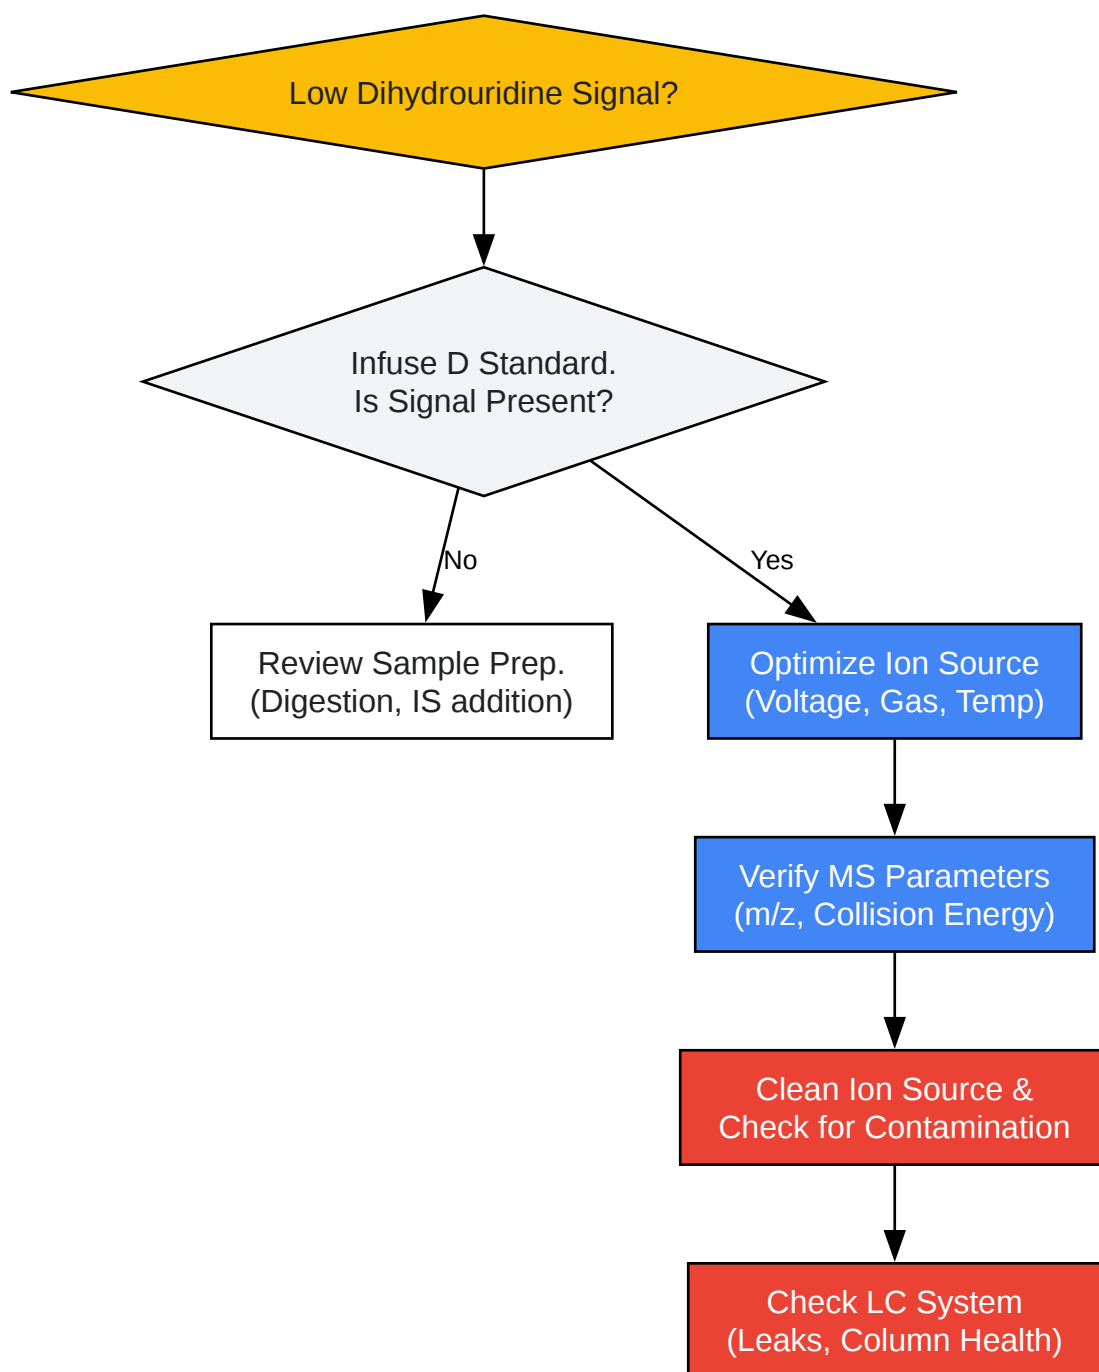 Low Dihydrouridine Signal?
Infuse D Standard.
Is Signal Present?
No
Yes
Review Sample Prep.
(Digestion, IS addition)
Optimize Ion Source
(Voltage, Gas, Temp)
Verify MS Parameters
(m/z, Collision Energy)
Clean Ion Source &
Check for Contamination
Check LC System
(Leaks, Column Health)